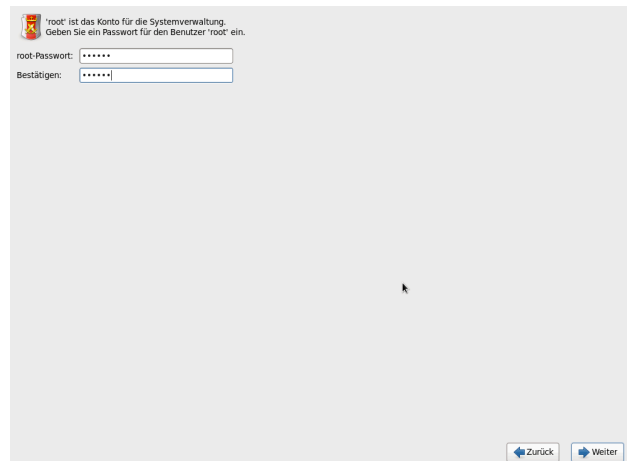 'root' ist das Konto für die Systemverwaltung.
Geben Sie ein Passwort für den Benutzer 'root' ein.
root-Passwort: ••••••
Bestätigen: ••••••
Zurück
Weiter